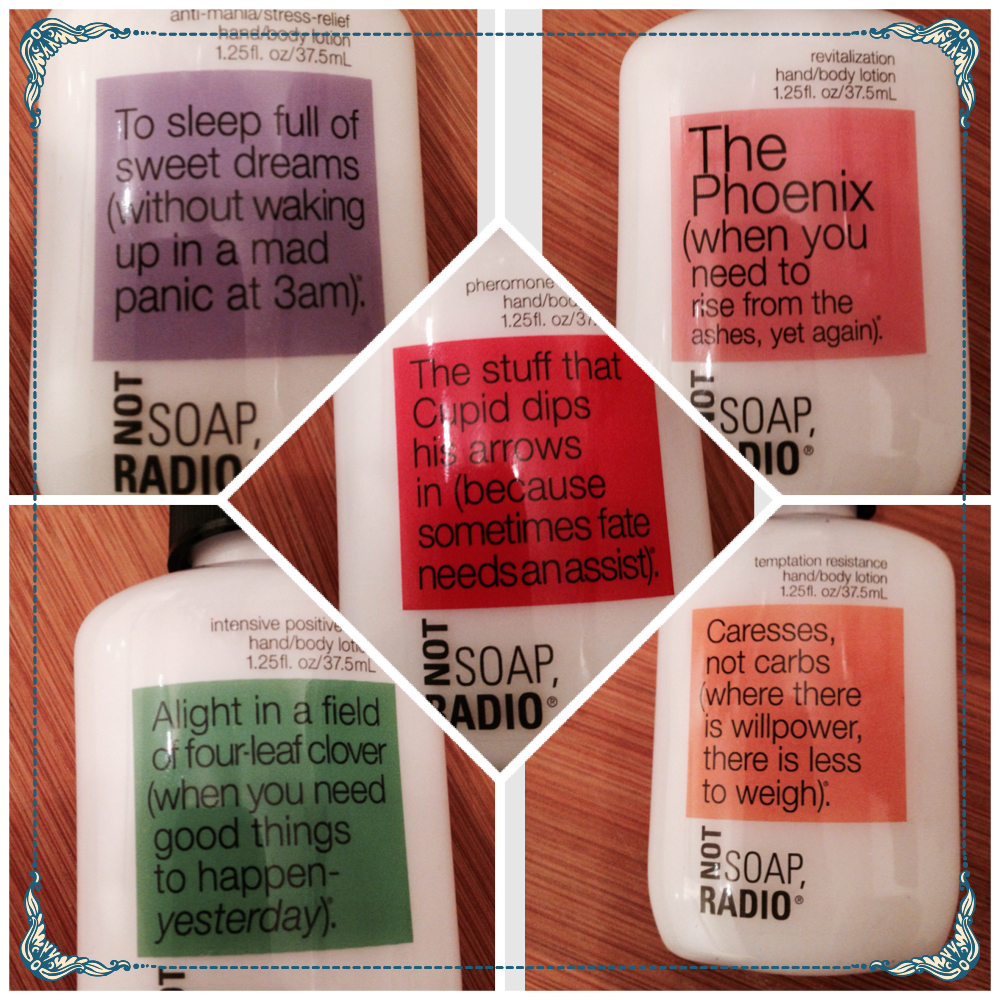 anti-mania/stress-relief
hand/body lotion
1.25fl. oz/37.5mL
To sleep full of
sweet dreams
(without waking
up in a mad
panic at 3am).
NOT
SOAP,
RADIO
revitalization
hand/body lotion
1.25fl. oz/37.5mL
The
Phoenix
(when you
need to
rise from the
ashes, yet again).
NOT
SOAP,
DIO®
pheromone
hand/bod
1.25fl. oz/37.
The stuff that
Cupid dips
his arrows
in (because
sometimes fate
needs an assist).
NOT
SOAP,
RADIO®
intensive positive
hand/body lotio
1.25fl. oz/37.5mL
Alight in a field
of four-leaf clover
(when you need
good things
to happen-
yesterday).
NOT
temptation resistance
hand/body lotion
1.25fl. oz/37.5mL
Caresses,
not carbs
(where there
is willpower,
there is less
to weigh).
NOT
SOAP,
RADIO®